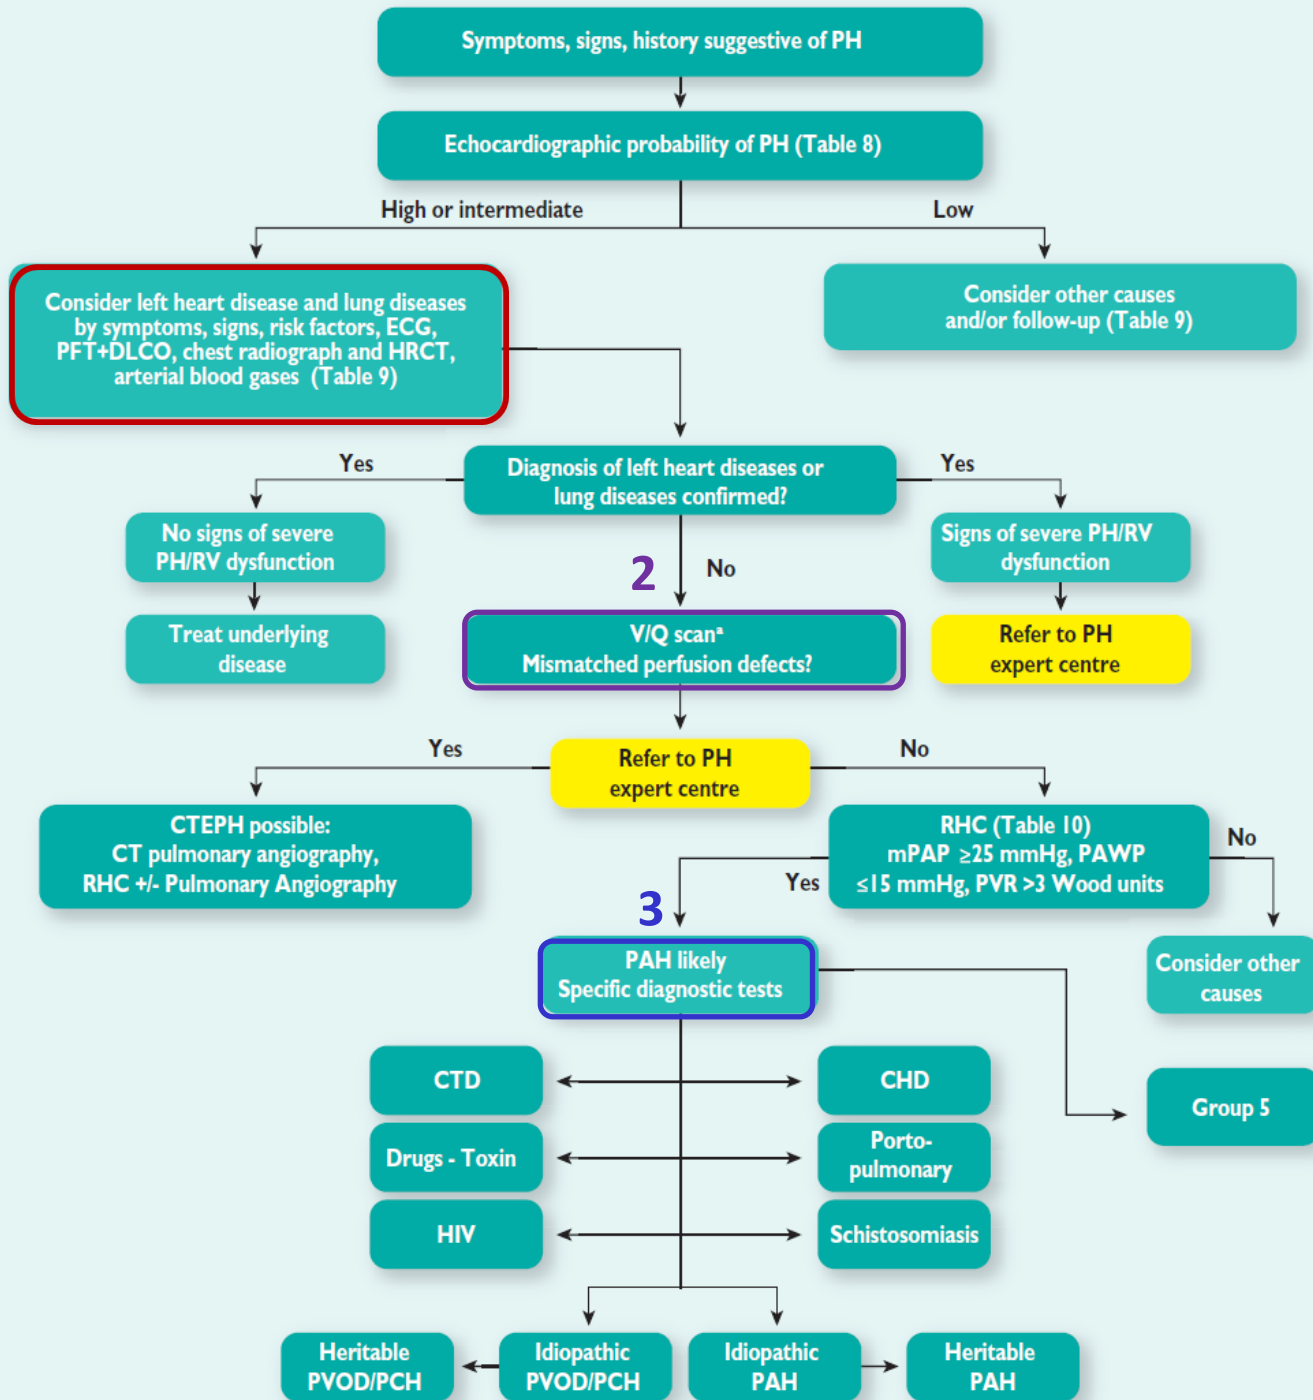 Symptoms, signs, history suggestive of PH
Echocardiographic probability of PH (Table 8)
High or intermediate
Low
Consider left heart disease and lung diseases
by symptoms, signs, risk factors, ECG,
PFT+DLCO, chest radiograph and HRCT,
arterial blood gases (Table 9)
Consider other causes
and/or follow-up (Table 9)
Yes
Diagnosis of left heart diseases or
lung diseases confirmed?
Yes
No signs of severe
PH/RV dysfunction
Signs of severe PH/RV
dysfunction
2
No
Treat underlying
disease
V/Q scanª
Mismatched perfusion defects?
Refer to PH
expert centre
Yes
Refer to PH
expert centre
No
CTEPH possible:
CT pulmonary angiography,
RHC +/- Pulmonary Angiography
RHC (Table 10)
mPAP ≥25 mmHg, PAWP
≤15 mmHg, PVR >3 Wood units
No
Yes
3
PAH likely
Specific diagnostic tests
Consider other
causes
CTD
CHD
Group 5
Drugs - Toxin
Porto-
pulmonary
HIV
Schistosomiasis
Heritable
PVOD/PCH
Idiopathic
PVOD/PCH
Idiopathic
PAH
Heritable
PAH